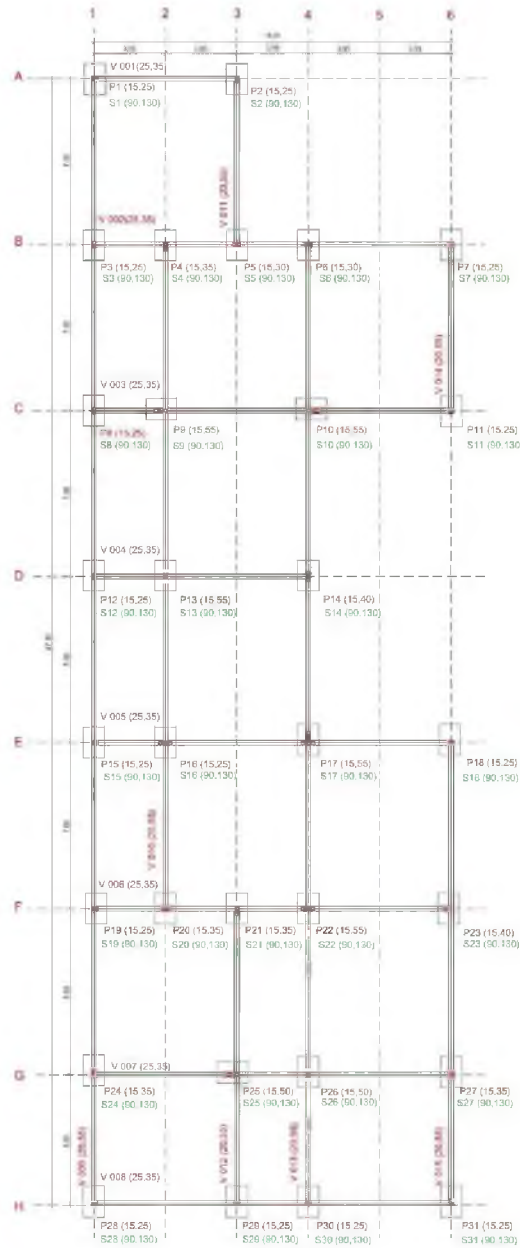 1 2 3 4 5 6
V 001(25,35)
A
P1 (15,25)
S1 (90,130)
P2 (15,25)
S2 (90,130)
V 011 (20,35)
V 002(25,35)
B
P3 (15,25)
S3 (90,130)
P4 (15,35)
S4 (90,130)
P5 (15,30)
S5 (90,130)
P6 (15,30)
S6 (90,130)
P7 (15,25)
S7 (90,130)
V 003 (25,35)
C
P8 (15,25)
S8 (90,130)
P9 (15,55)
S9 (90,130)
P10 (15,55)
S10 (90,130)
P11 (15,25)
S11 (90,130)
V 004 (25,35)
D
P12 (15,25)
S12 (90,130)
P13 (15,55)
S13 (90,130)
P14 (15,40)
S14 (90,130)
V 005 (25,35)
E
P15 (15,25)
S15 (90,130)
P16 (15,25)
S16 (90,130)
P17 (15,55)
S17 (90,130)
P18 (15,25)
S18 (90,130)
V 006 (25,35)
F
P19 (15,25)
S19 (90,130)
P20 (15,35)
S20 (90,130)
P21 (15,35)
S21 (90,130)
P22 (15,55)
S22 (90,130)
P23 (15,40)
S23 (90,130)
V 007 (25,35)
G
P24 (15,35)
S24 (90,130)
P25 (15,50)
S25 (90,130)
P26 (15,50)
S26 (90,130)
P27 (15,35)
S27 (90,130)
V 008 (25,35)
H
P28 (15,25)
S28 (90,130)
P29 (15,25)
S29 (90,130)
P30 (15,25)
S30 (90,130)
P31 (15,25)
S31 (90,130)